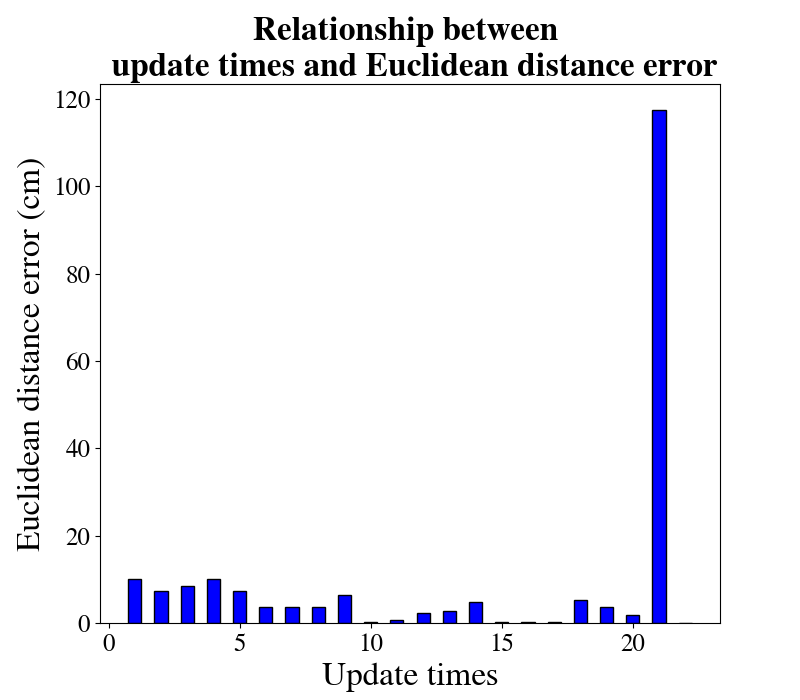 Relationship between
update times and Euclidean distance error
Euclidean distance error (cm)
120
100
80
60
40
20
0
0 5 10 15 20
Update times